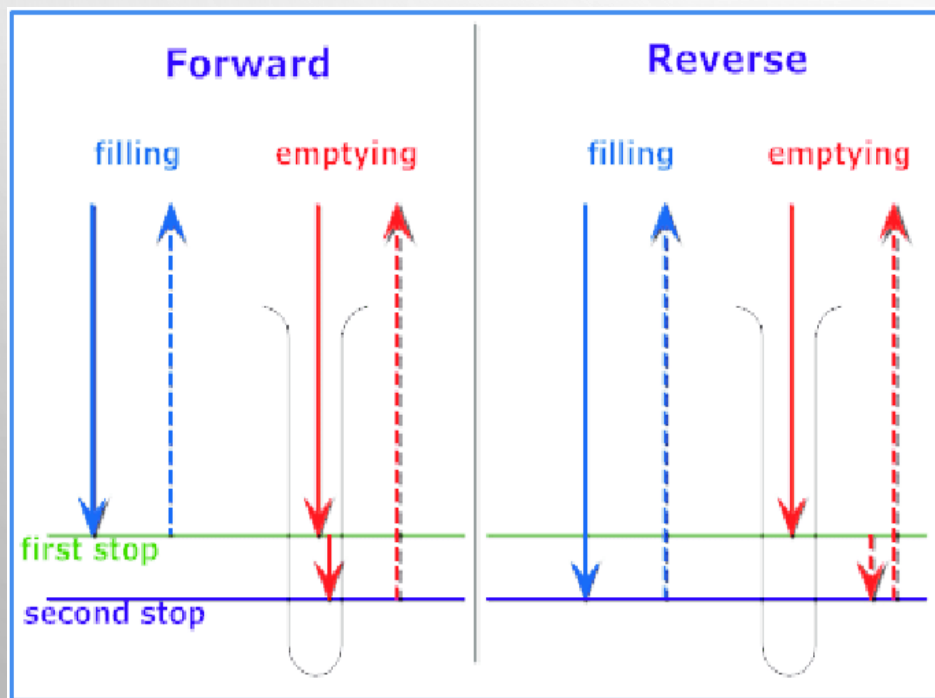 Forward
filling emptying
Reverse
filling emptying
first stop
second stop